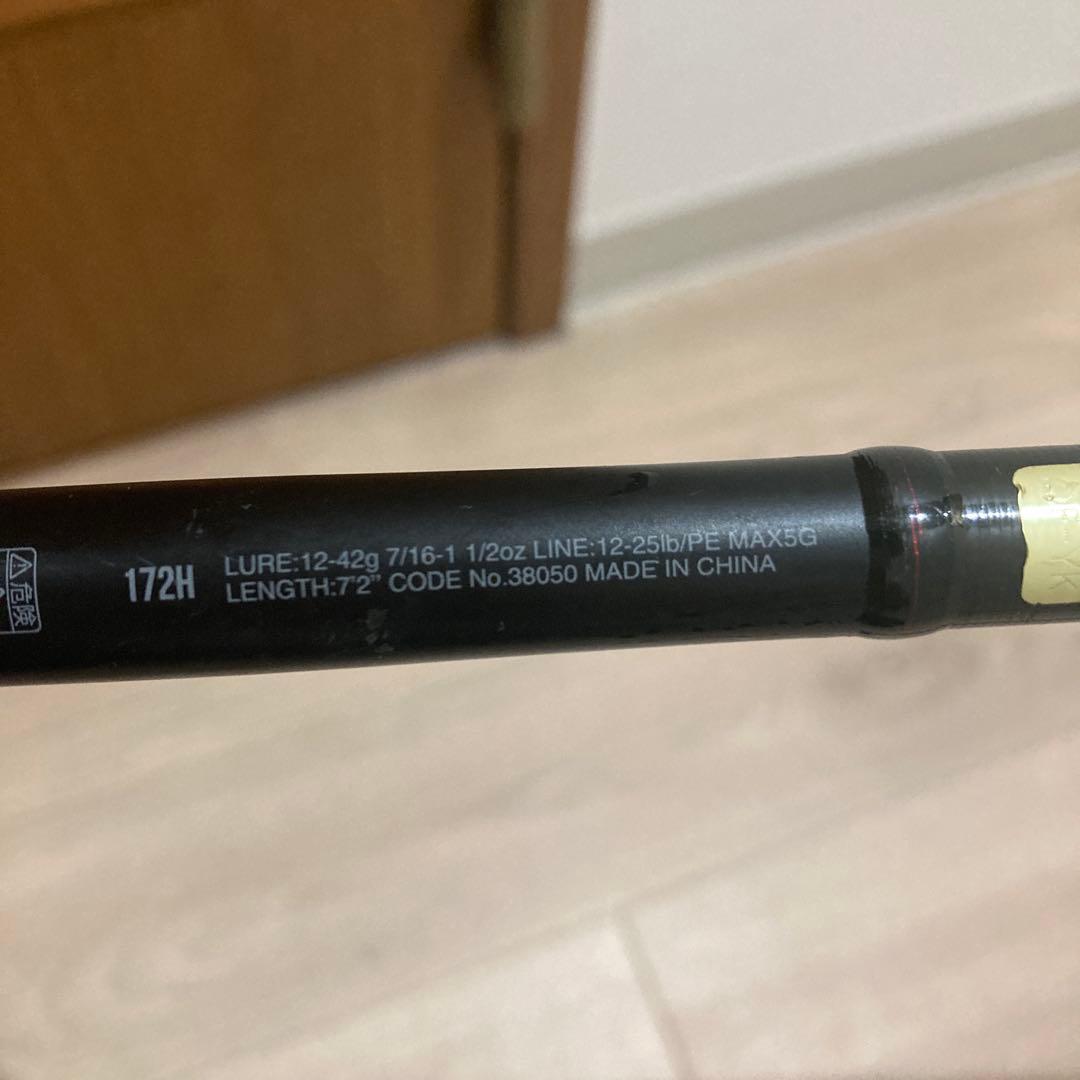 危険
172H
LURE:12-42g 7/16-1 1/2oz LINE:12-25lb/PE MAX5G
LENGTH:7'2" CODE No.38050 MADE IN CHINA